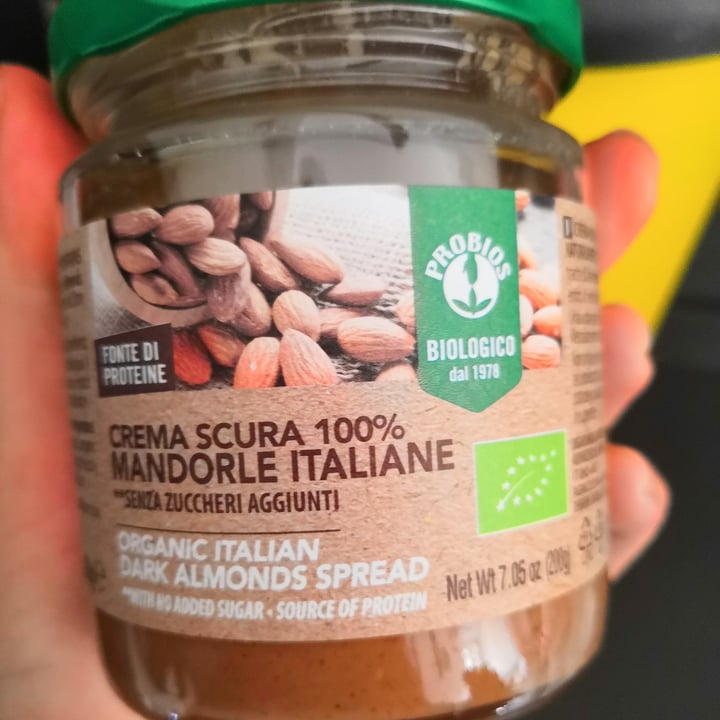 PROBIOS
BIOLOGICO
dal 1978
FONTE DI
PROTEINE
CREMA SCURA 100%
MANDORLE ITALIANE
**SENZA ZUCCHERI AGGIUNTI
ORGANIC ITALIAN
DARK ALMONDS SPREAD
**WITH NO ADDED SUGAR • SOURCE OF PROTEIN
Net Wt 7.05 oz (200g)